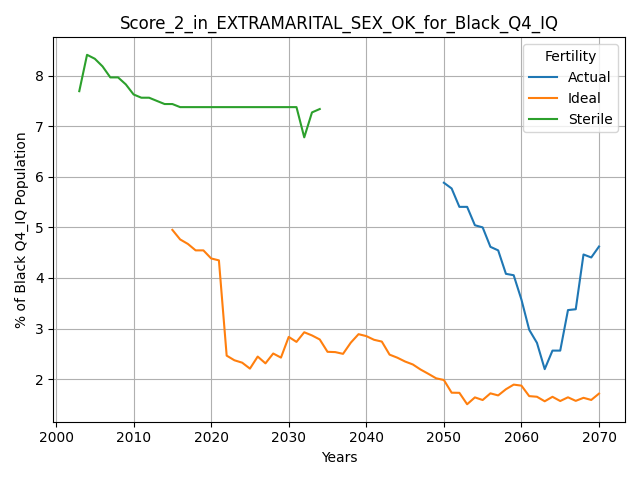 Score_2_in_EXTRAMARITAL_SEX_OK_for_Black_Q4_IQ
Fertility
Actual
Ideal
Sterile
% of Black Q4_IQ Population
8
7
6
5
4
3
2
2000 2010 2020 2030 2040 2050 2060 2070
Years